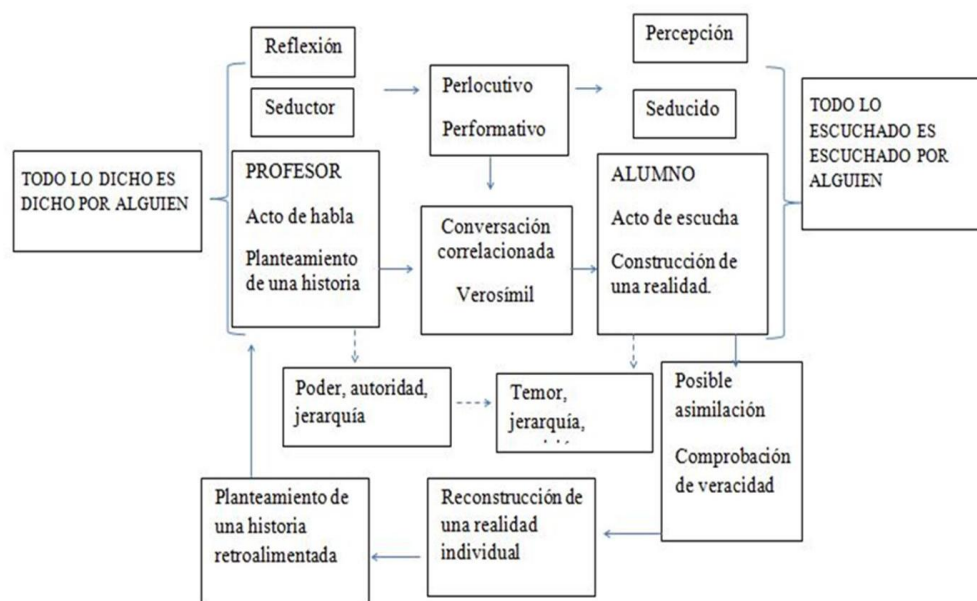 Reflexión
Seductor
Perlocutivo
Performativo
Percepción
Seducido
TODO LO DICHO ES
DICHO POR ALGUIEN
PROFESOR
Acto de habla
Planteamiento
de una historia
Conversación
correlacionada
Verosímil
ALUMNO
Acto de escucha
Construcción de
una realidad.
TODO LO
ESCUCHADO ES
ESCUCHADO POR
ALGUIEN
Poder, autoridad,
jerarquía
Temor,
jerarquía,
Posible
asimilación
Comprobación
de veracidad
Reconstrucción de
una realidad
individual
Planteamiento de
una historia
retroalimentada